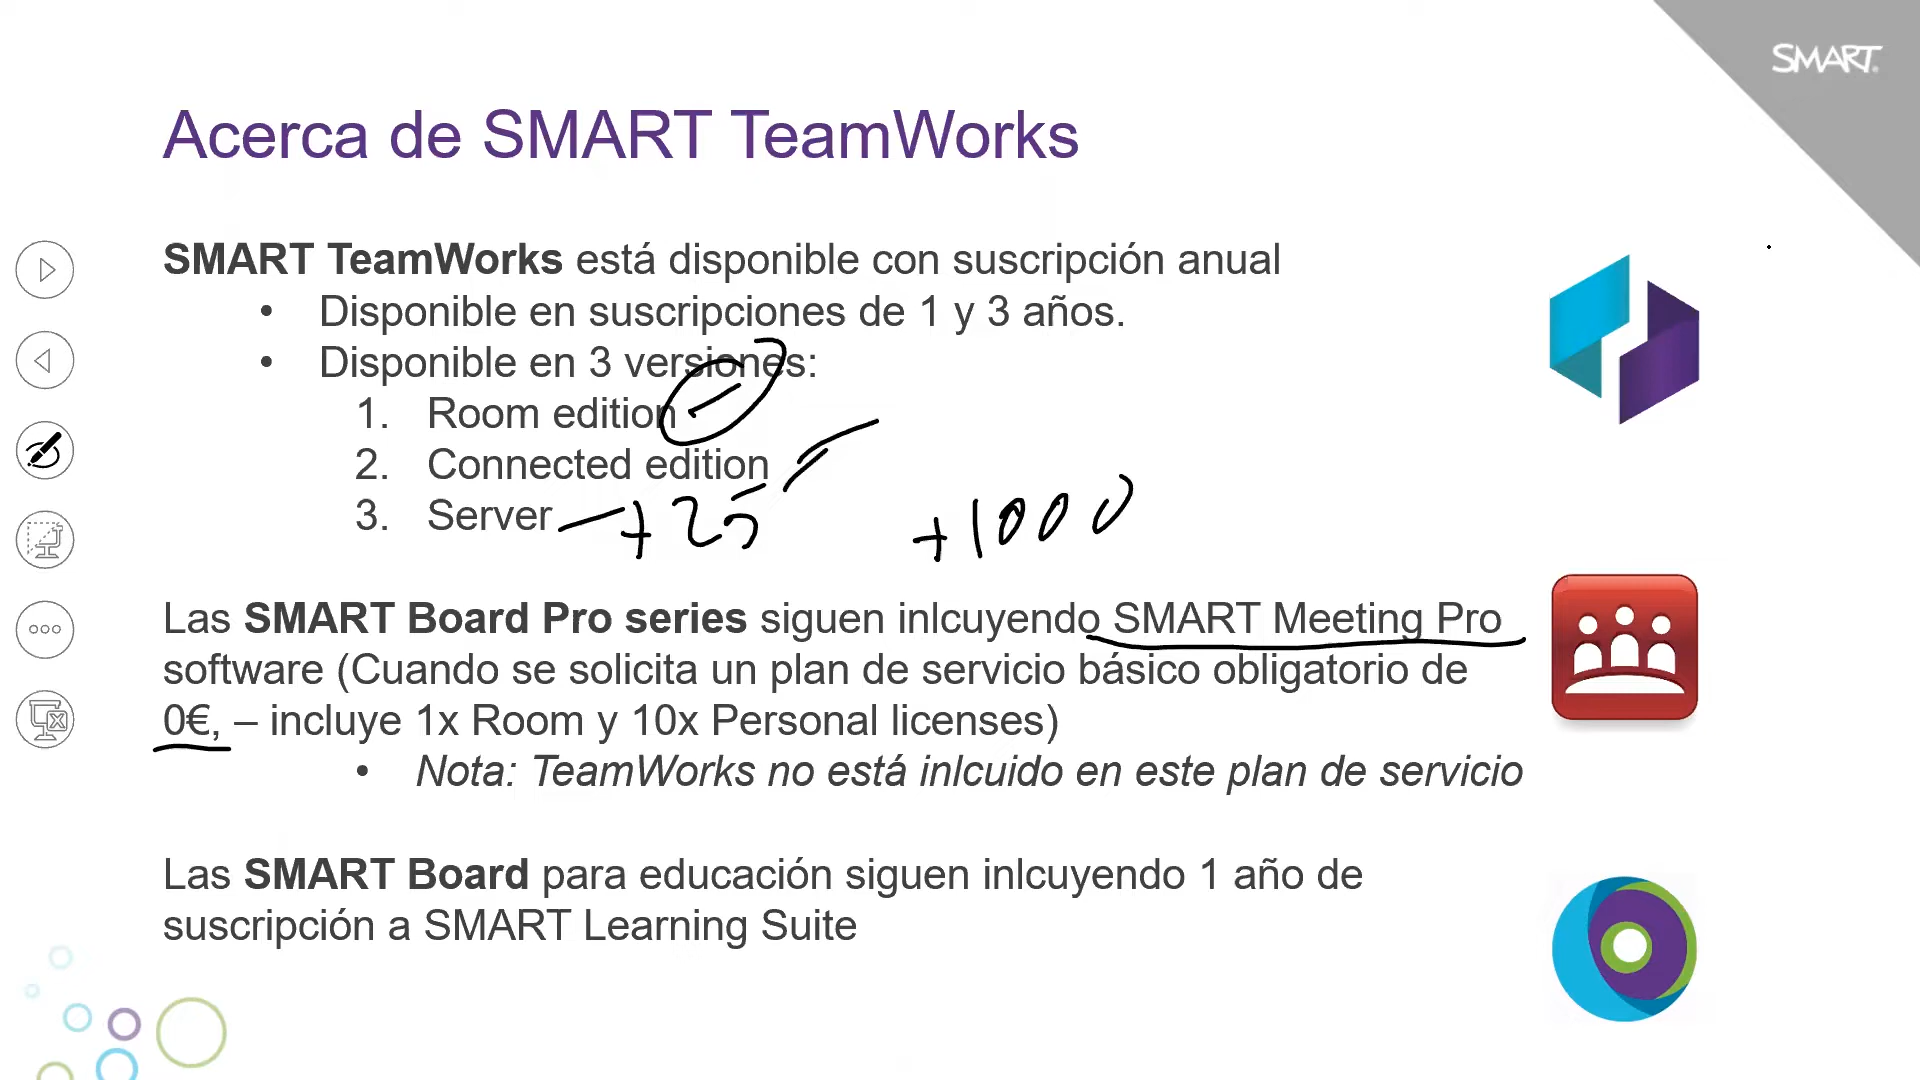 SMART
Acerca de SMART TeamWorks
SMART TeamWorks está disponible con suscripción anual
• Disponible en suscripciones de 1 y 3 años.
• Disponible en 3 versiones:
1. Room edition
2. Connected edition
3. Server
+25
+1000
Las SMART Board Pro series siguen inlcuyendo SMART Meeting Pro
software (Cuando se solicita un plan de servicio básico obligatorio de
0€, – incluye 1x Room y 10x Personal licenses)
• Nota: TeamWorks no está inlcuido en este plan de servicio
Las SMART Board para educación siguen inlcuyendo 1 año de
suscripción a SMART Learning Suite